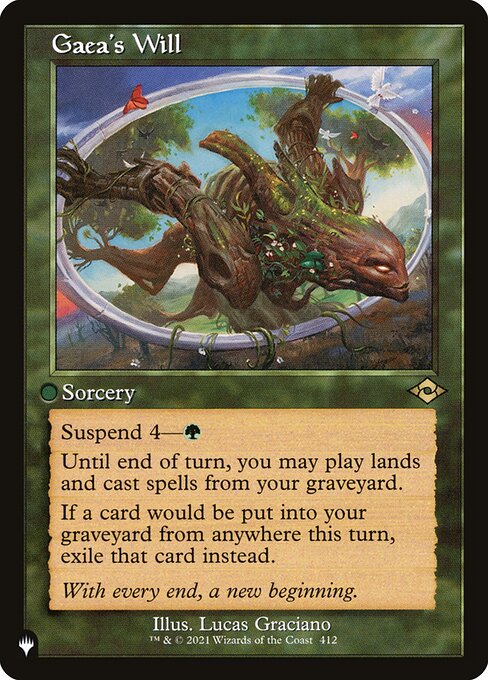 Gaea's Will
Sorcery
Suspend 4—
Until end of turn, you may play lands
and cast spells from your graveyard.
If a card would be put into your
graveyard from anywhere this turn,
exile that card instead.
With every end, a new beginning.
Illus. Lucas Graciano
™ & © 2021 Wizards of the Coast 412